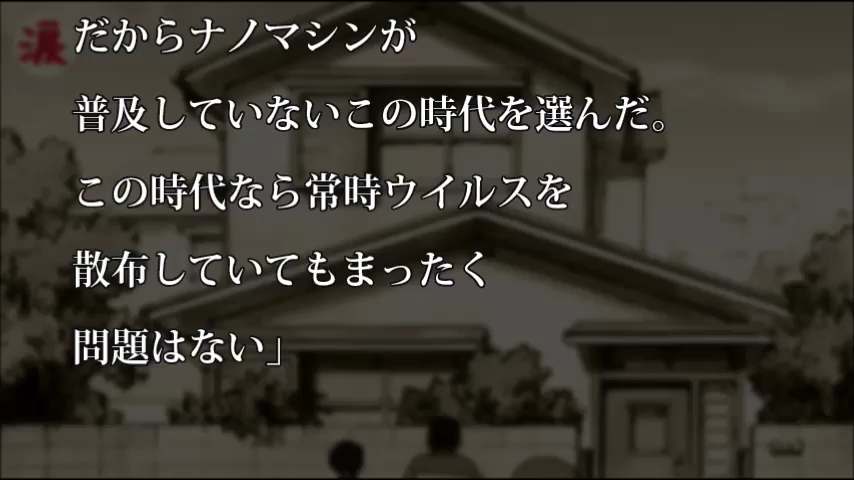 涙
だからナノマシンが
普及していないこの時代を選んだ。
この時代なら常時ウイルスを
散布していてもまったく
問題はない」